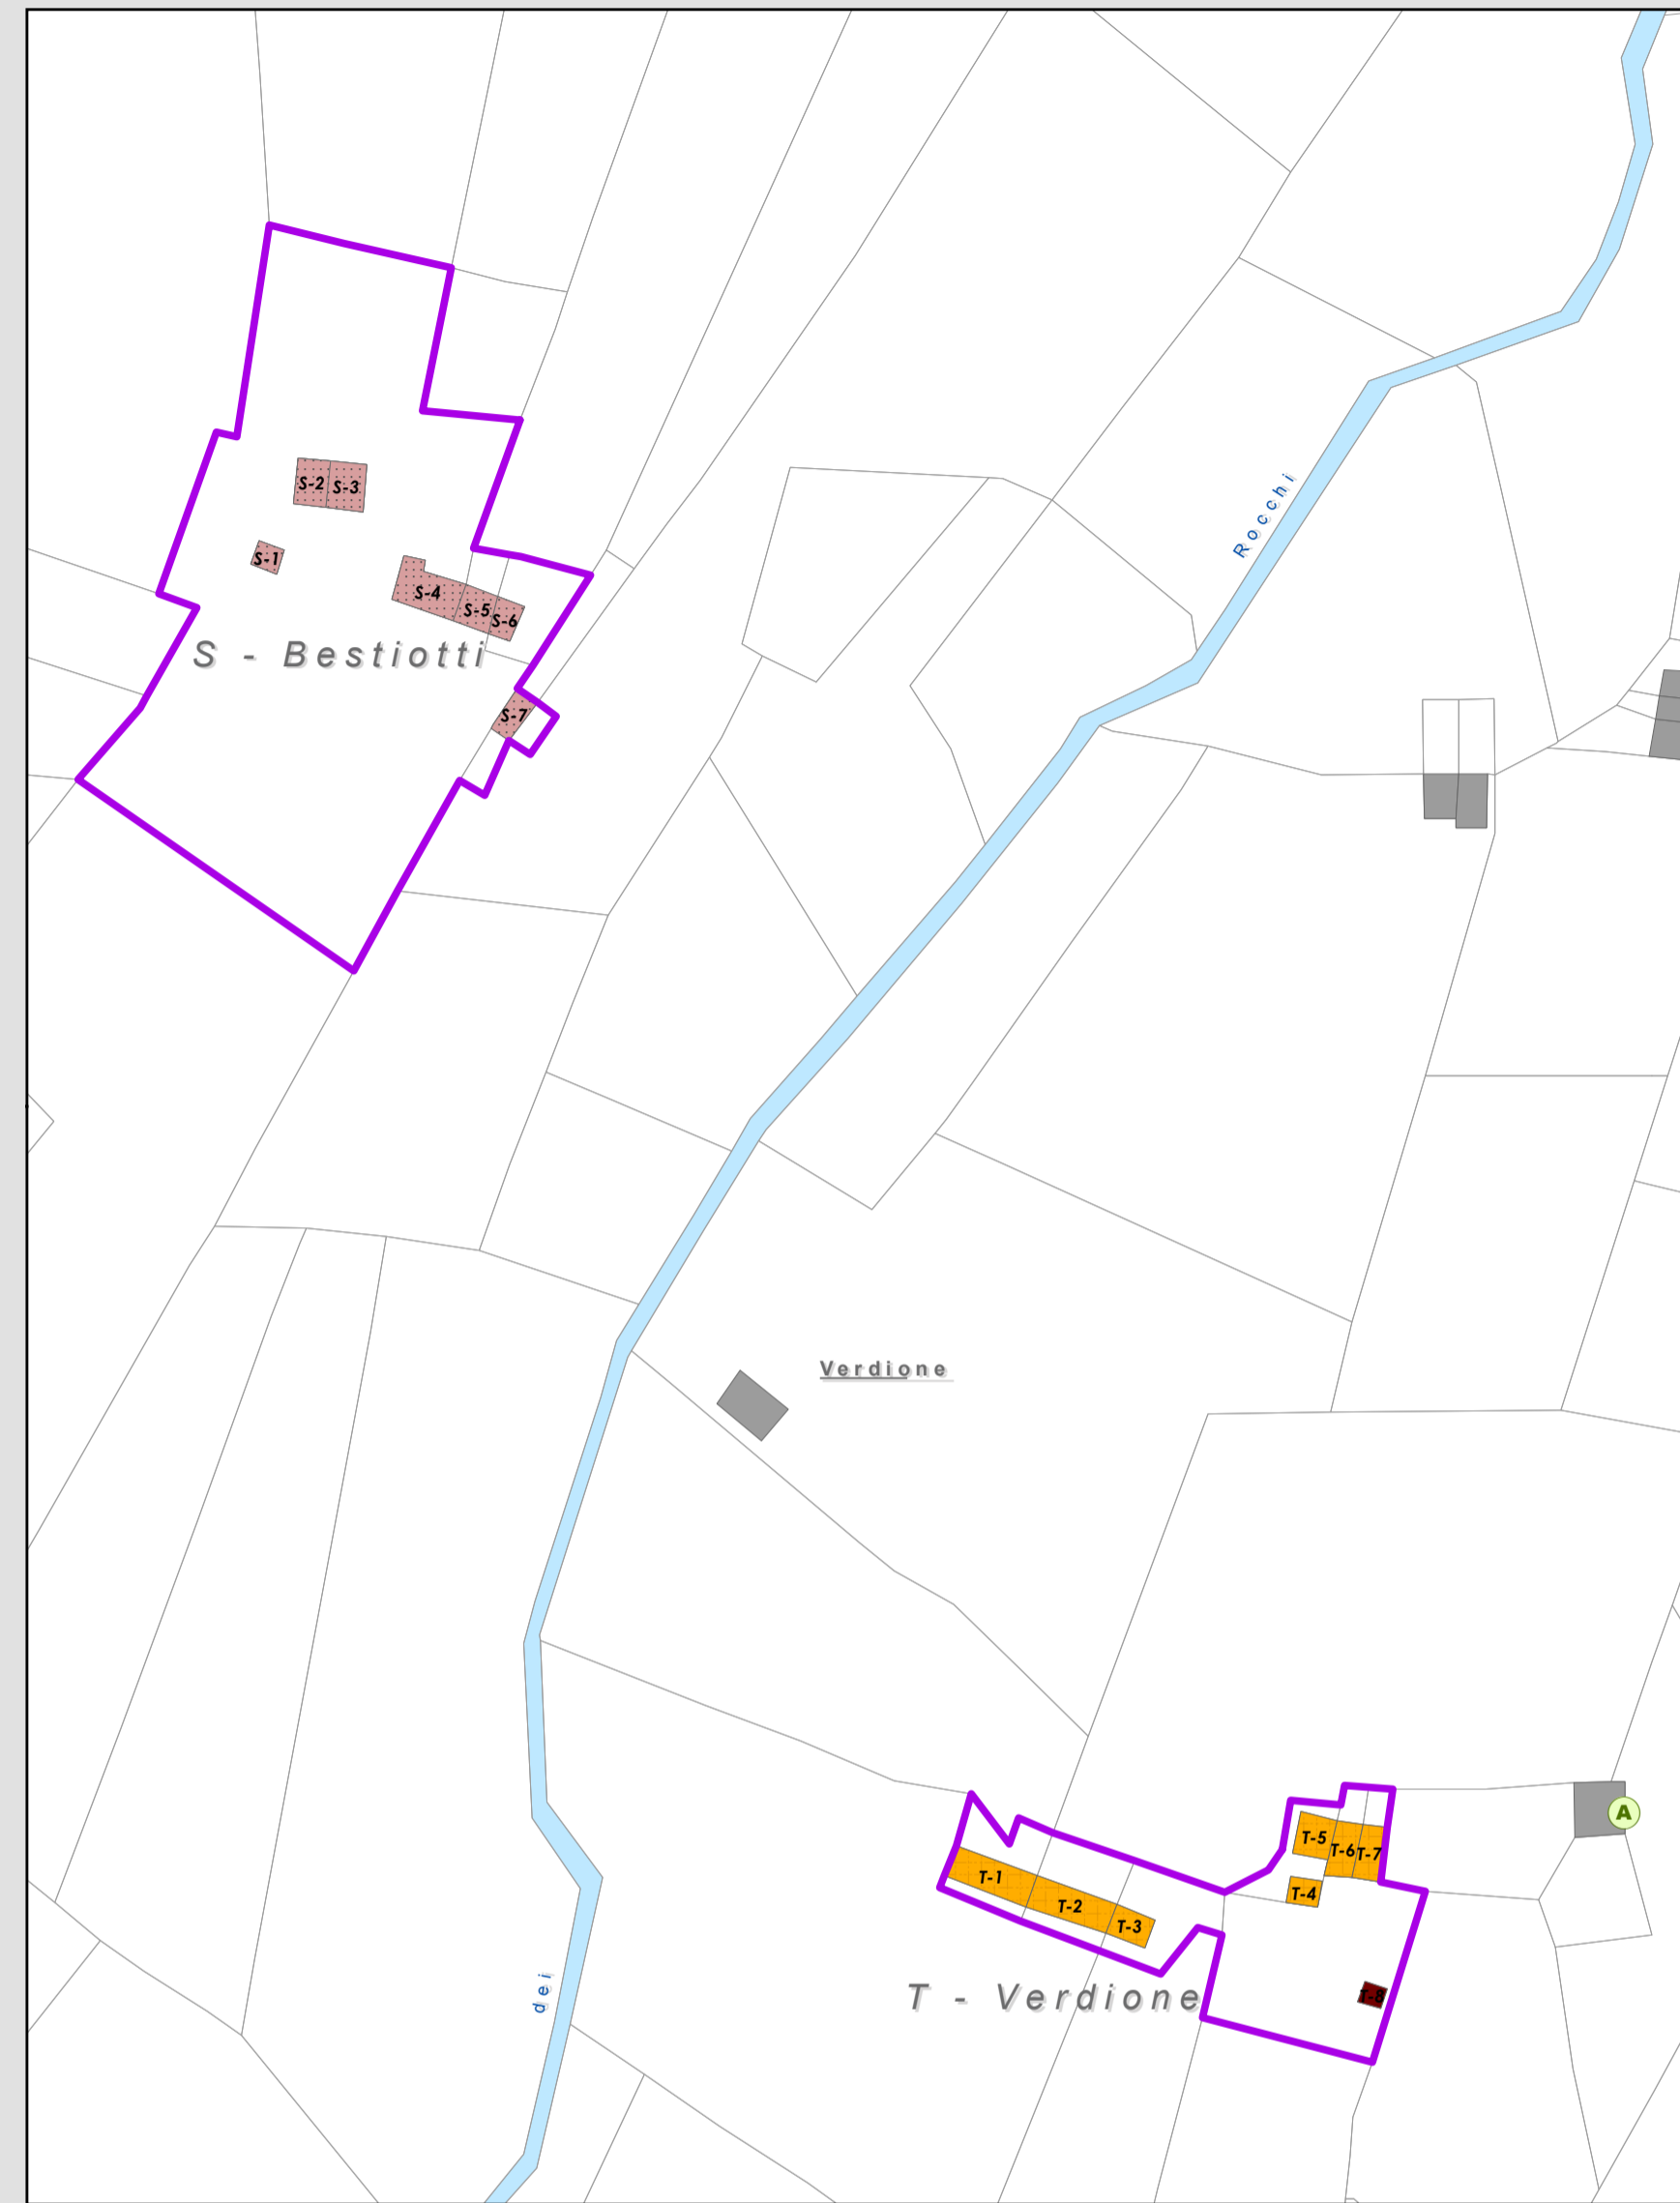 S-2
S-3
S-1
S-4
S-5
S-6
S - Bestiotti
S-7
Rocchi
Verdione
A
T-5
T-6
T-7
T-1
T-4
T-2
T-3
dei
T - Verdione
T-8